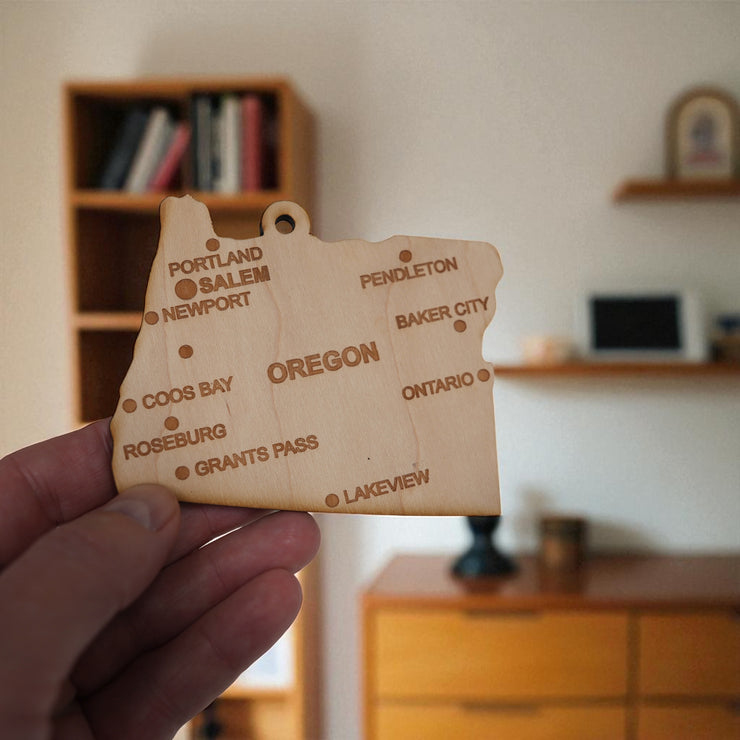 PORTLAND
SALEM
NEWPORT
PENDLETON
BAKER CITY
OREGON
ONTARIO
COOS BAY
ROSEBURG
GRANTS PASS
LAKEVIEW